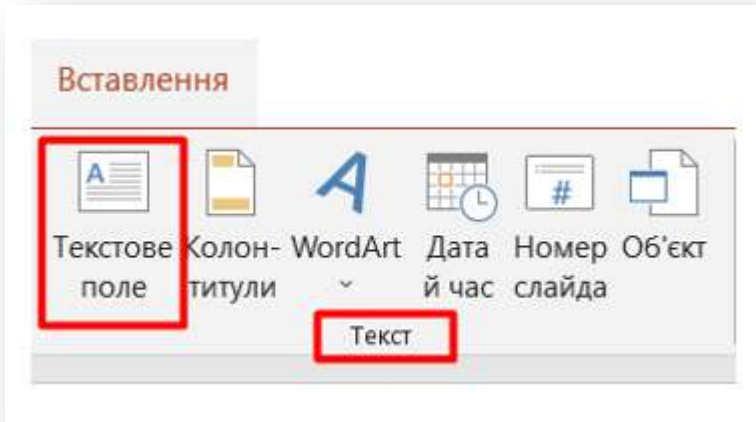 Вставлення
Текстове Колон- WordArt Дата Номер Об'єкт
поле титули й час слайда
Текст